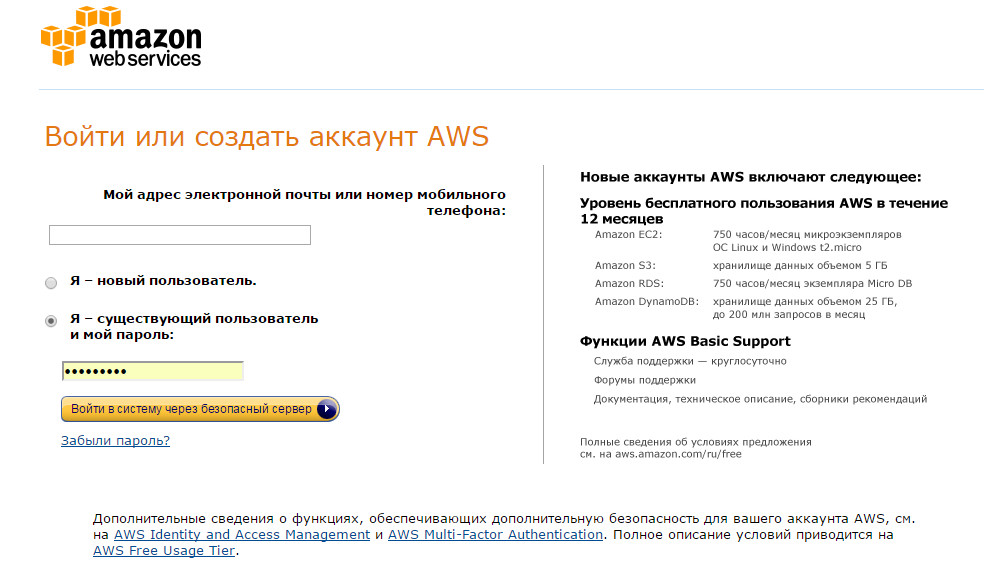 amazon
web services
Войти или создать аккаунт AWS
Мой адрес электронной почты или номер мобильного
телефона:
Я – новый пользователь.
Я – существующий пользователь
и мой пароль:
•••••••••
Войти в систему через безопасный сервер
Забыли пароль?
Новые аккаунты AWS включают следующее:
Уровень бесплатного пользования AWS в течение
12 месяцев
Amazon EC2: 750 часов/месяц микроэкземпляров
ОС Linux и Windows t2.micro
Amazon S3: хранилище данных объемом 5 ГБ
Amazon RDS: 750 часов/месяц экземпляра Micro DB
Amazon DynamoDB: хранилище данных объемом 25 ГБ,
до 200 млн запросов в месяц
Функции AWS Basic Support
Служба поддержки — круглосуточно
Форумы поддержки
Документация, техническое описание, сборники рекомендаций
Полные сведения об условиях предложения
см. на aws.amazon.com/ru/free
Дополнительные сведения о функциях, обеспечивающих дополнительную безопасность для вашего аккаунта AWS, см.
на AWS Identity and Access Management и AWS Multi-Factor Authentication. Полное описание условий приводится на
AWS Free Usage Tier.